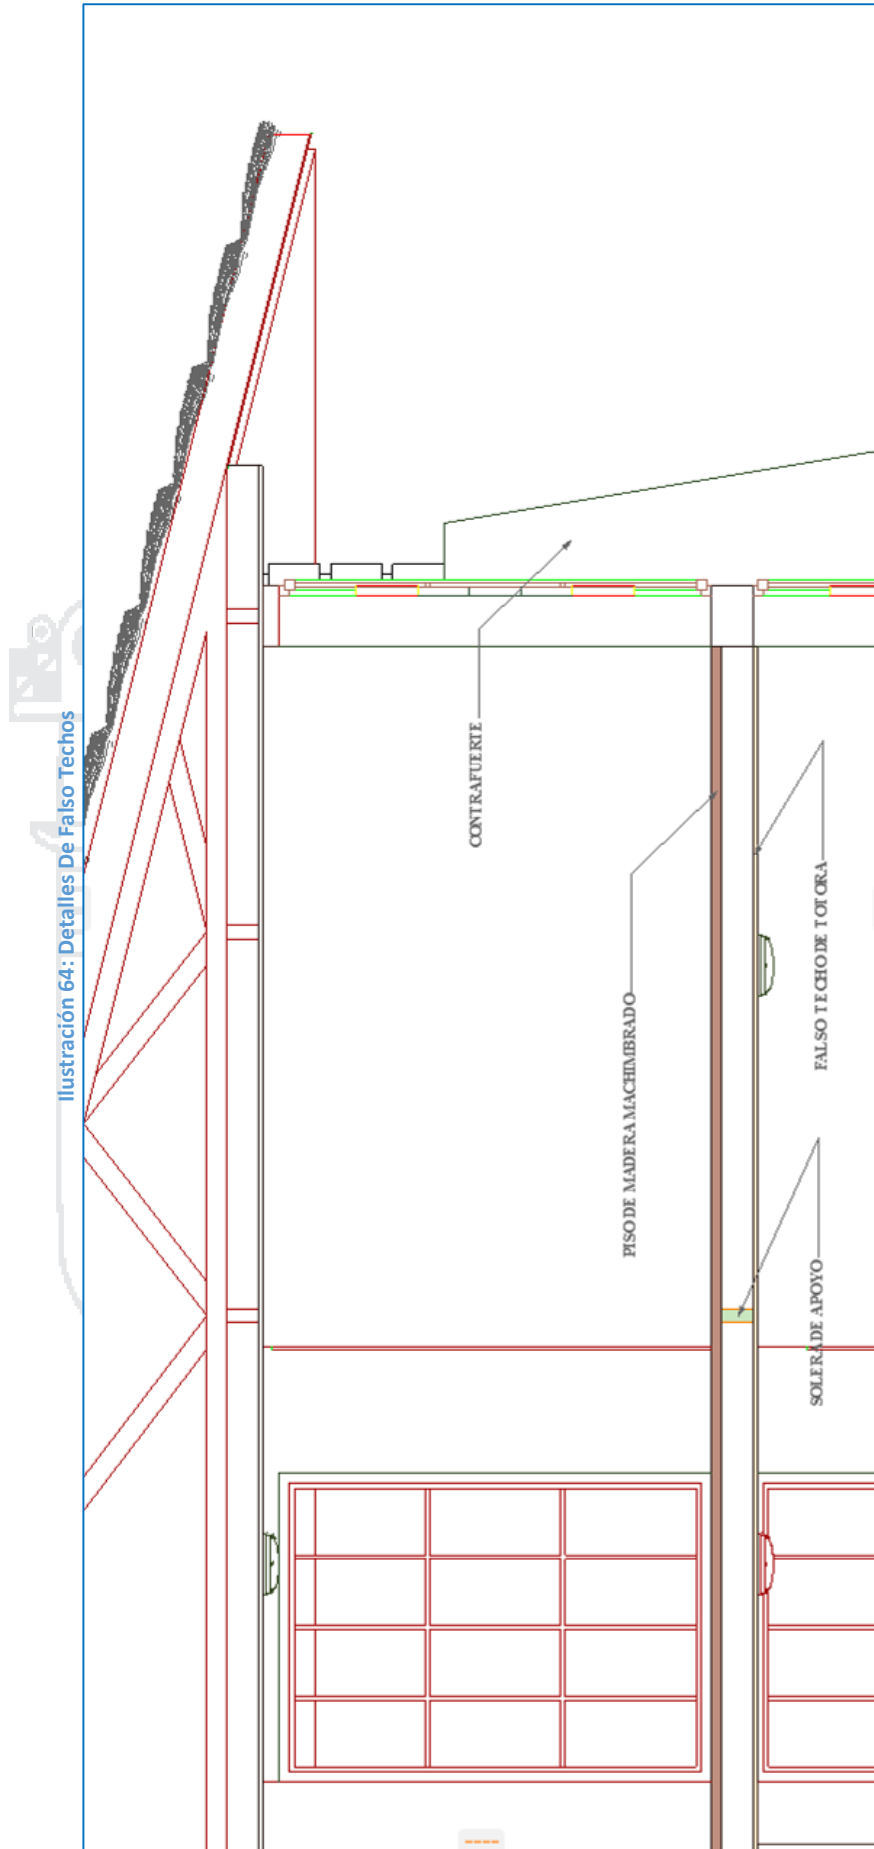 Ilustración 64: Detalles De Falso Techos
CONTRAFUERTE
PISO DE MADERA MACHIMBRADO
FALSO TECHO DE TOTORA
SOLERA DE APOYO